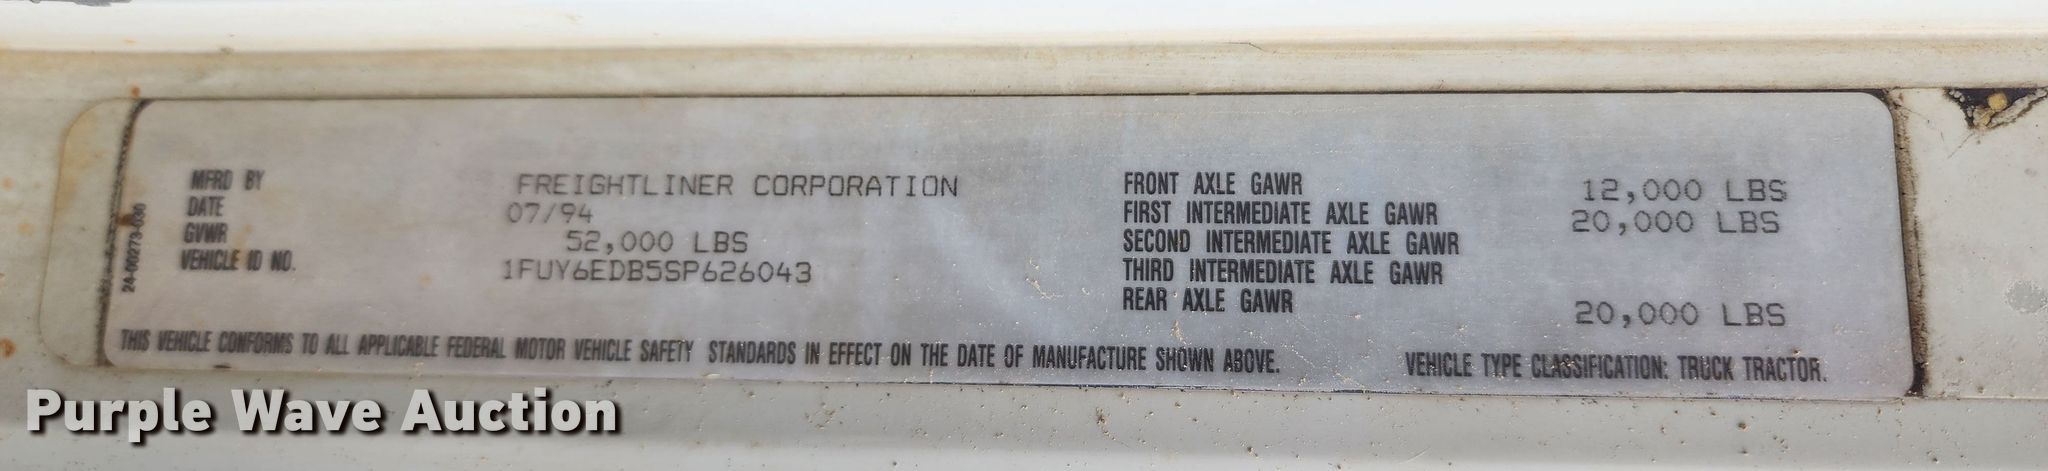 MFRD BY FREIGHTLINER CORPORATION
DATE 07/94
GVWR 52,000 LBS
VEHICLE ID NO. 1FUY6EDB5SP626043
24-00273-030
FRONT AXLE GAWR 12,000 LBS
FIRST INTERMEDIATE AXLE GAWR 20,000 LBS
SECOND INTERMEDIATE AXLE GAWR
THIRD INTERMEDIATE AXLE GAWR
REAR AXLE GAWR 20,000 LBS
THIS VEHICLE CONFORMS TO ALL APPLICABLE FEDERAL MOTOR VEHICLE SAFETY STANDARDS IN EFFECT ON THE DATE OF MANUFACTURE SHOWN ABOVE. VEHICLE TYPE CLASSIFICATION: TRUCK TRACTOR.
Purple Wave Auction